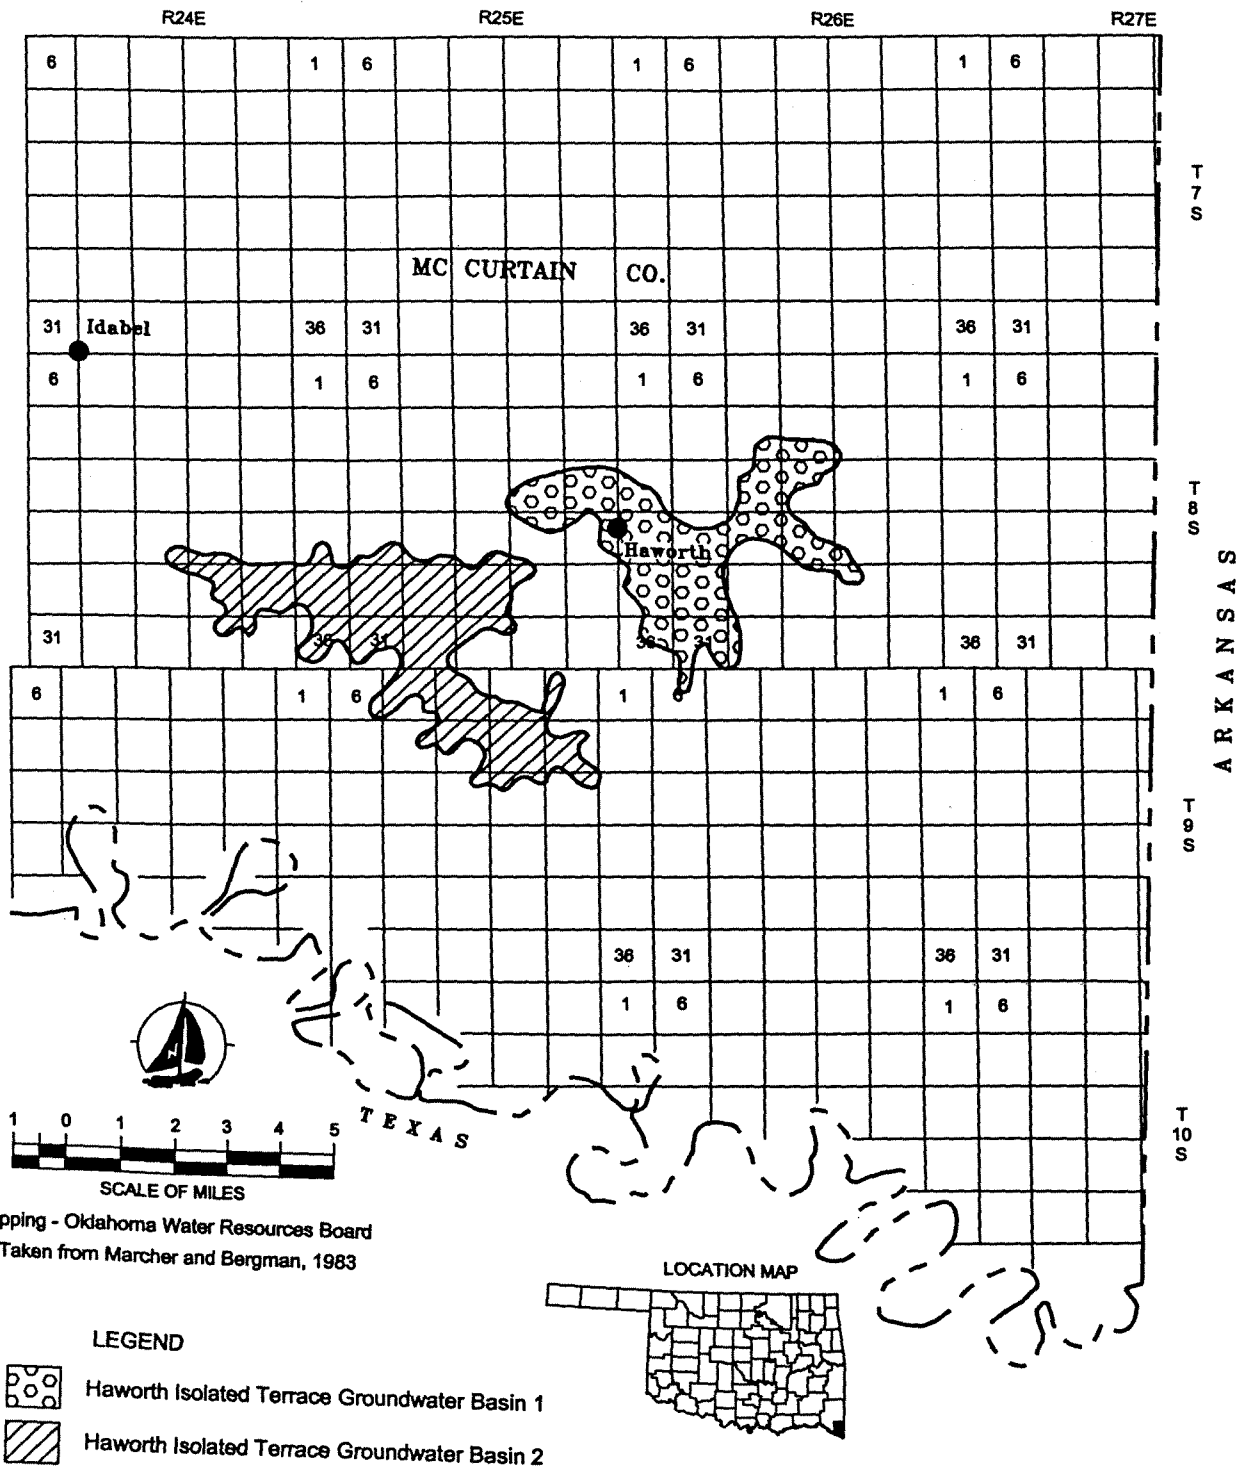 R24E R25E R26E R27E
6 1 6 1 6 1 6
T
7
S
MC CURTAIN CO.
31 Idabel 36 31 36 31 36 31
6 1 6 1 6 1 6
T
8
S
Haworth
ARKANSAS
31 36 31 36 31 36 31
6 1 6 1 1 6
T
9
S
36 31 36 31
1 6 1 6
N
TEXAS
T
10
S
1 0 1 2 3 4 5
SCALE OF MILES
pping - Oklahoma Water Resources Board
Taken from Marcher and Bergman, 1983
LOCATION MAP
LEGEND
Haworth Isolated Terrace Groundwater Basin 1
Haworth Isolated Terrace Groundwater Basin 2